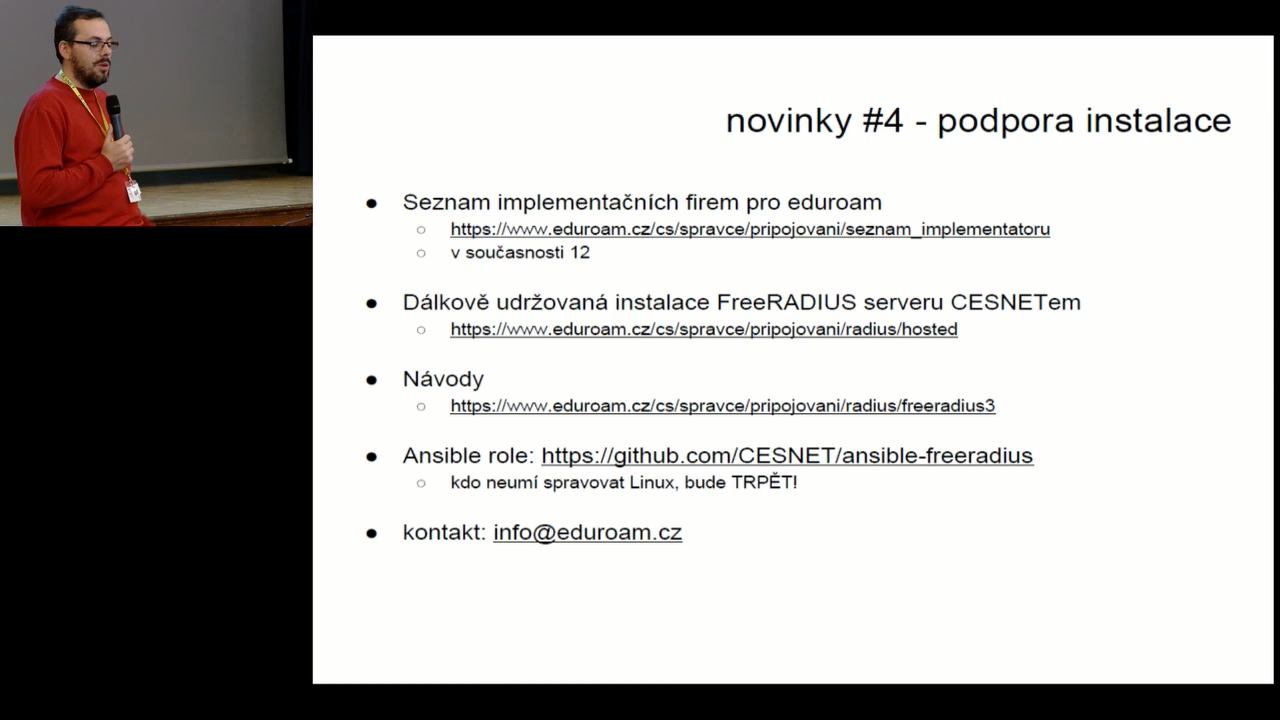 novinky #4 - podpora instalace
● Seznam implementačních firem pro eduroam
○ https://www.eduroam.cz/cs/spravce/pripojovani/seznam_implementatoru
○ v současnosti 12
● Dálkově udržovaná instalace FreeRADIUS serveru CESNETem
○ https://www.eduroam.cz/cs/spravce/pripojovani/radius/hosted
● Návody
○ https://www.eduroam.cz/cs/spravce/pripojovani/radius/freeradius3
● Ansible role: https://github.com/CESNET/ansible-freeradius
○ kdo neumí spravovat Linux, bude TRPĚT!
● kontakt: info@eduroam.cz